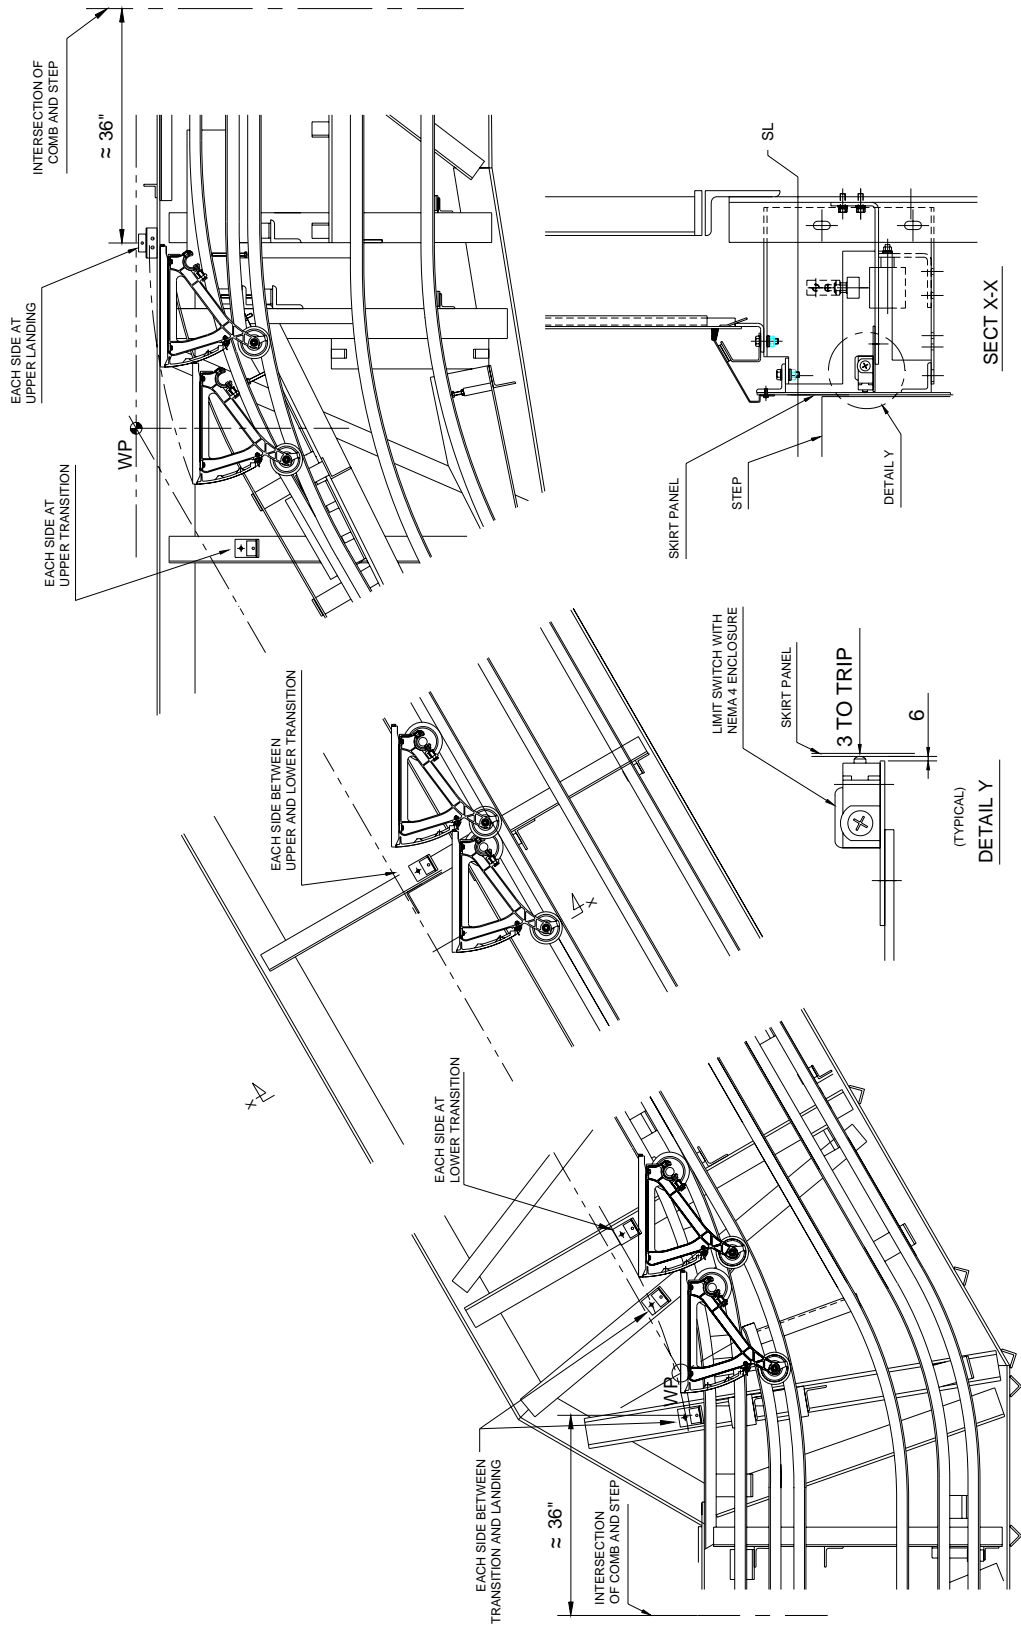 INTERSECTION OF
COMB AND STEP
≈ 36"
EACH SIDE AT
UPPER LANDING
WP
EACH SIDE AT
UPPER TRANSITION
EACH SIDE BETWEEN
UPPER AND LOWER TRANSITION
X
X
EACH SIDE AT
LOWER TRANSITION
WP
EACH SIDE BETWEEN
TRANSITION AND LANDING
≈ 36"
INTERSECTION
OF COMB AND STEP
SL
SKIRT PANEL
STEP
DETAIL Y
SECT X-X
LIMIT SWITCH WITH
NEMA 4 ENCLOSURE
SKIRT PANEL
3 TO TRIP
6
(TYPICAL)
DETAIL Y